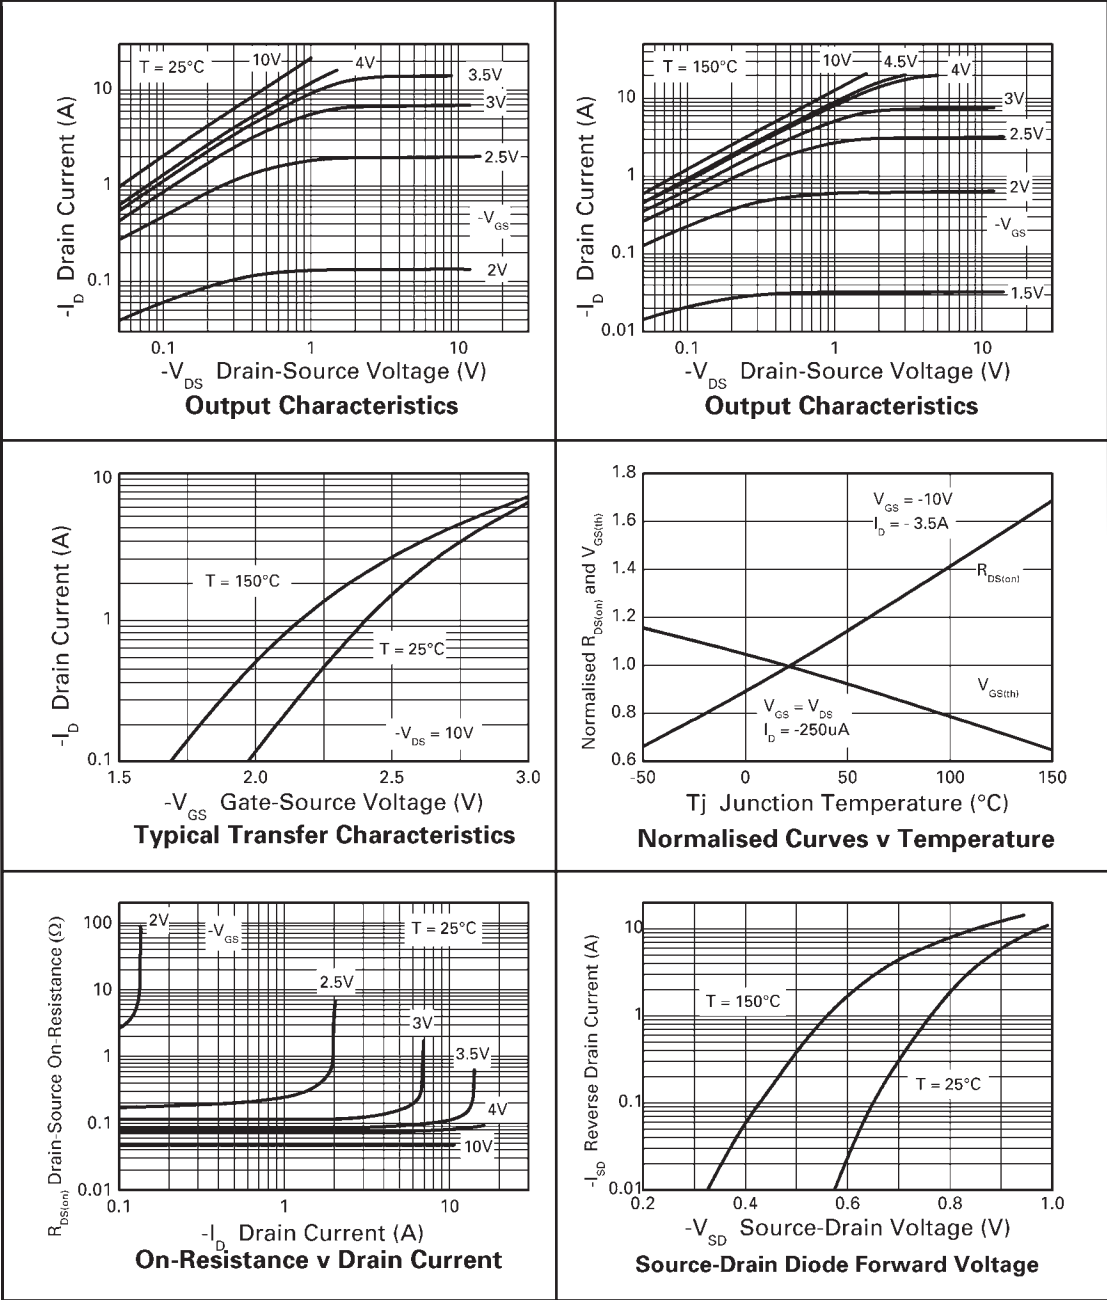 T = 25°C
10V
4V
3.5V
3V
2.5V
-VGS
2V
10
1
0.1
-ID Drain Current (A)
0.1 1 10
-VDS Drain-Source Voltage (V)
Output Characteristics
T = 150°C
10V
4.5V
4V
3V
2.5V
2V
-VGS
1.5V
10
1
0.1
0.01
-ID Drain Current (A)
0.1 1 10
-VDS Drain-Source Voltage (V)
Output Characteristics
10
1
0.1
-ID Drain Current (A)
T = 150°C
T = 25°C
-VDS = 10V
1.5 2.0 2.5 3.0
-VGS Gate-Source Voltage (V)
Typical Transfer Characteristics
1.8
1.6
1.4
1.2
1.0
0.8
0.6
Normalised RDS(on) and VGS(th)
VGS = -10V
ID = - 3.5A
RDS(on)
VGS(th)
VGS = VDS
ID = -250uA
-50 0 50 100 150
Tj Junction Temperature (°C)
Normalised Curves v Temperature
100
10
1
0.1
0.01
RDS(on) Drain-Source On-Resistance (Ω)
2V
-VGS
T = 25°C
2.5V
3V
3.5V
4V
10V
0.1 1 10
-ID Drain Current (A)
On-Resistance v Drain Current
10
1
0.1
0.01
-ISD Reverse Drain Current (A)
T = 150°C
T = 25°C
0.2 0.4 0.6 0.8 1.0
-VSD Source-Drain Voltage (V)
Source-Drain Diode Forward Voltage